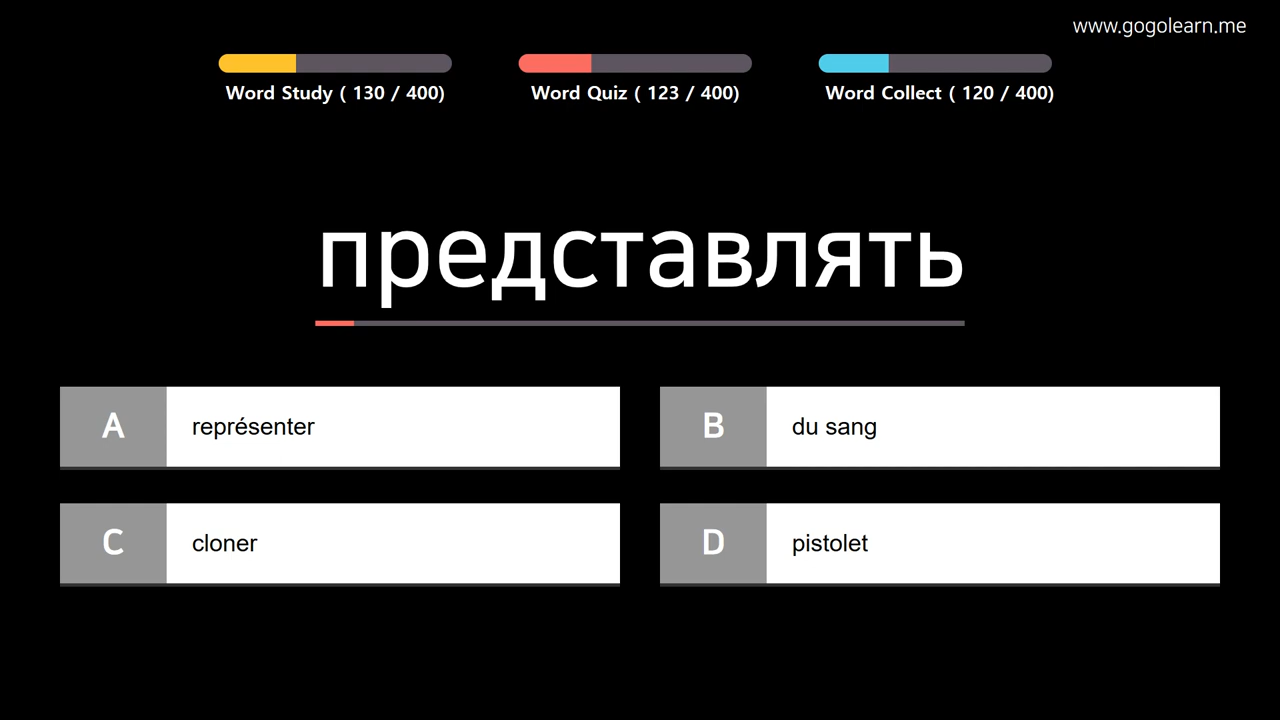 www.gogolearn.me
Word Study ( 130 / 400)
Word Quiz ( 123 / 400)
Word Collect ( 120 / 400)
представлять
A représenter
B du sang
C cloner
D pistolet